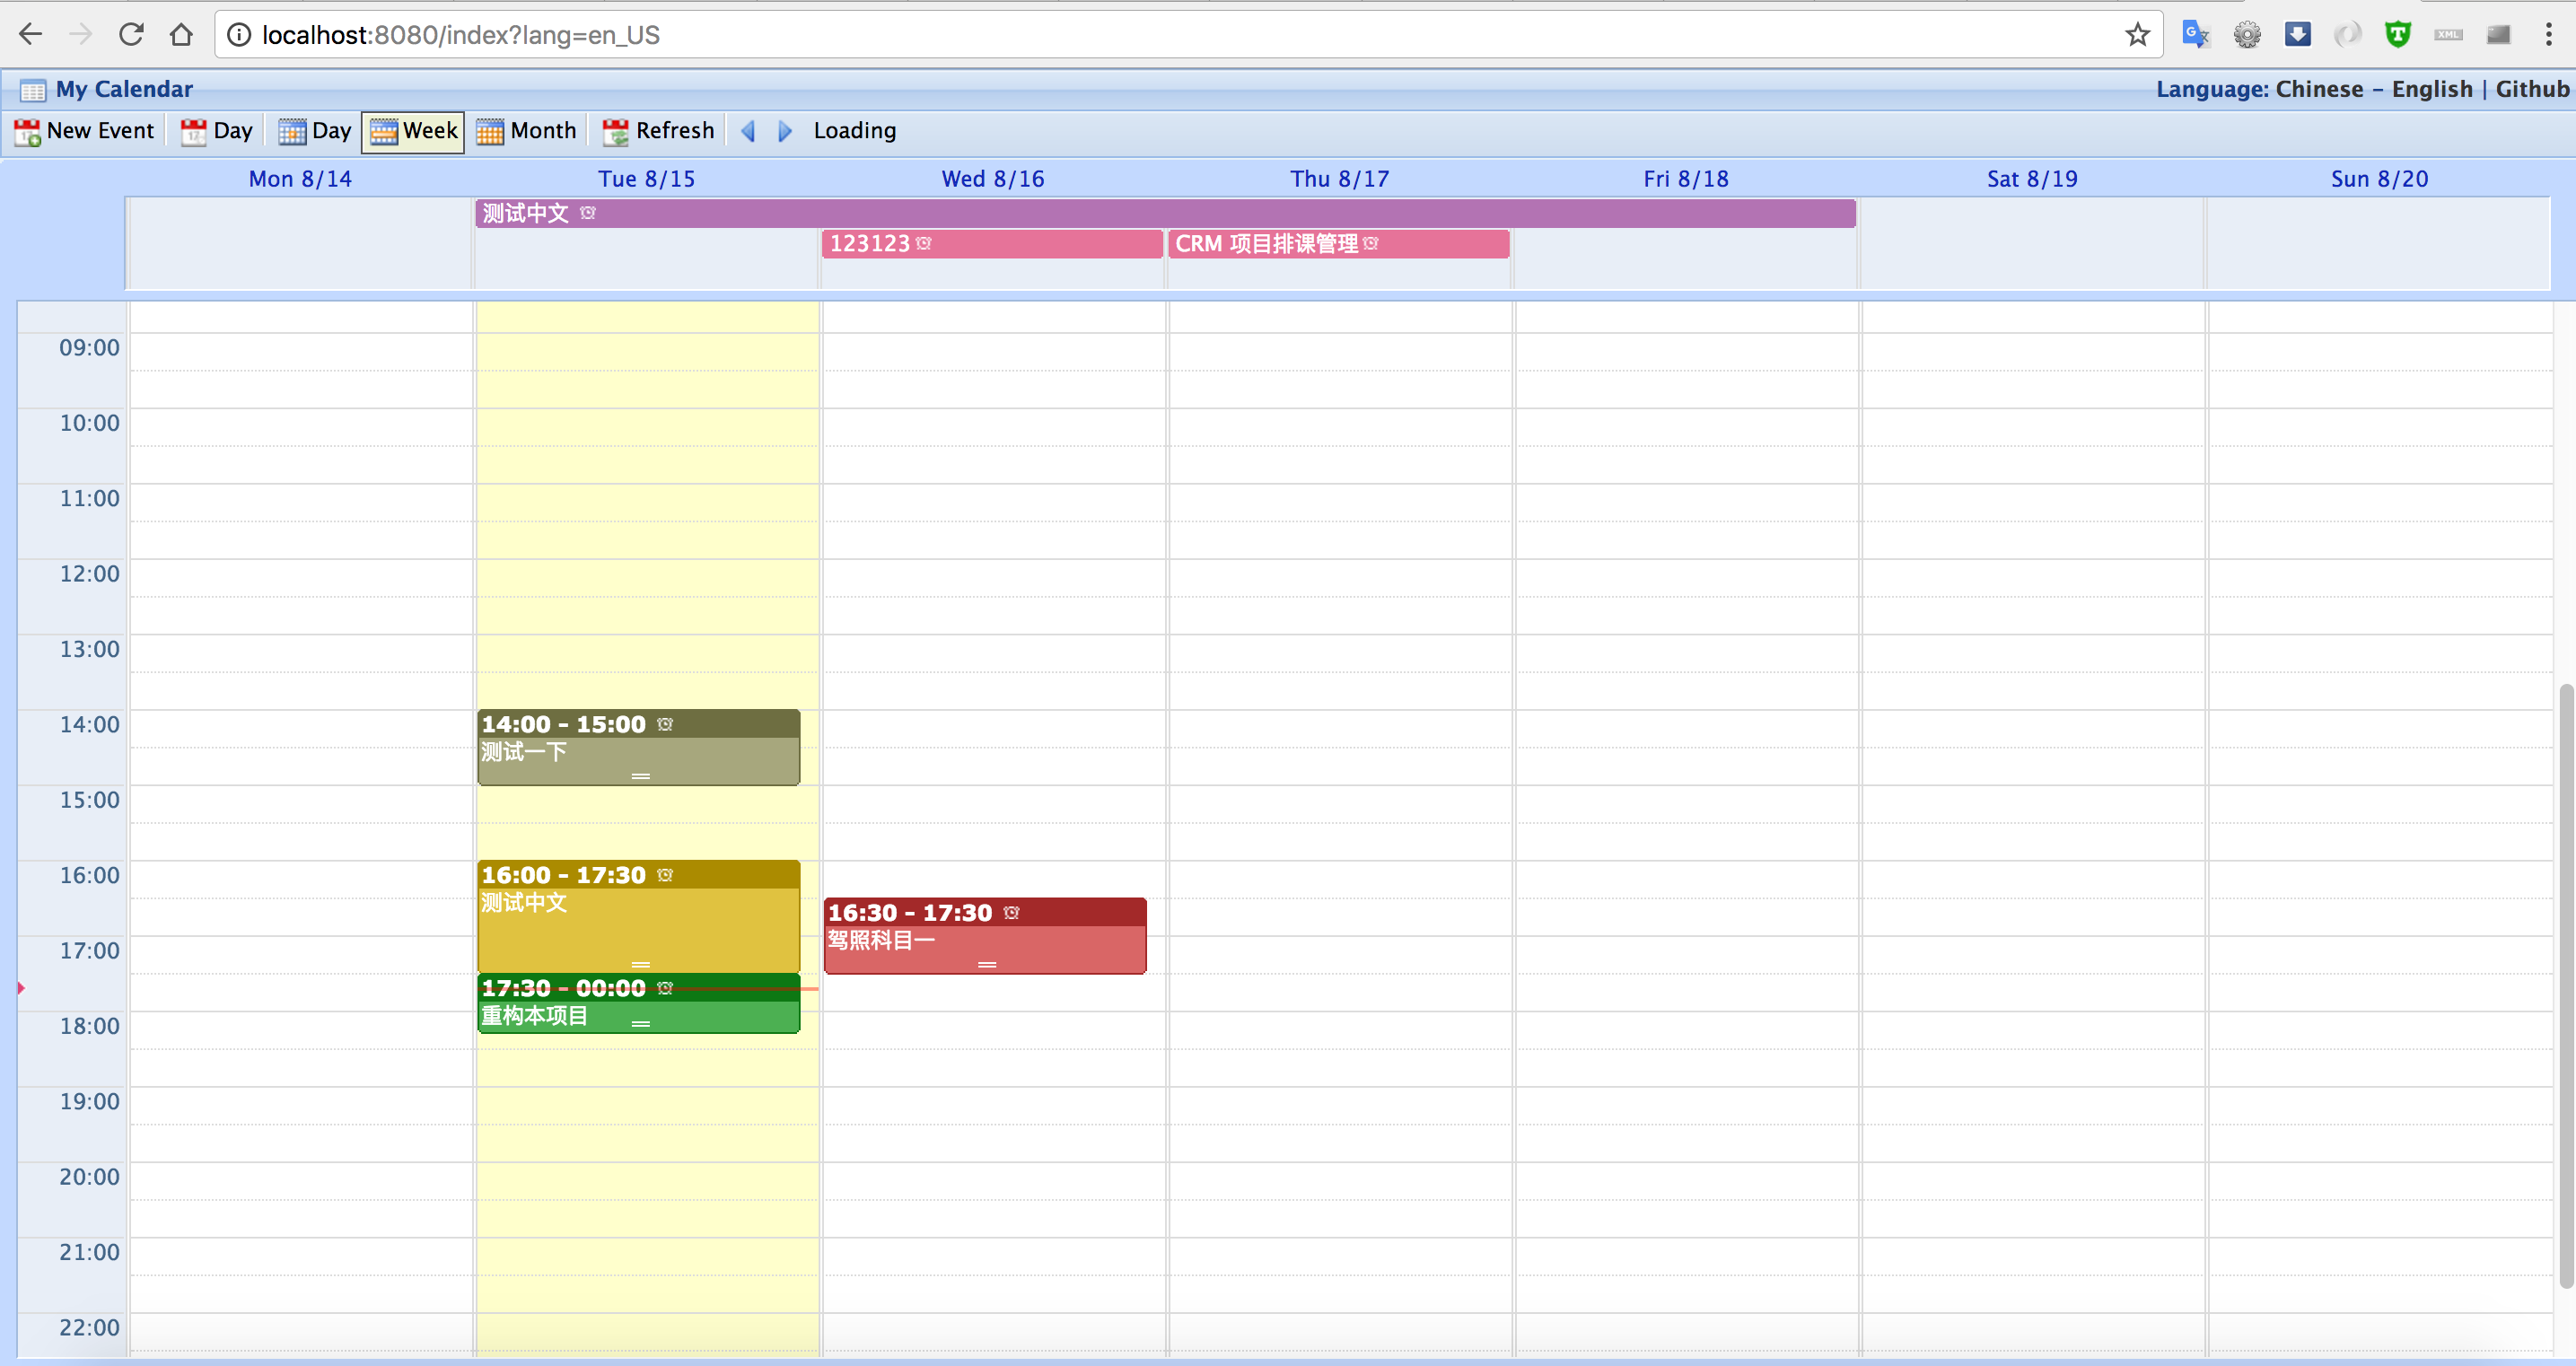 localhost:8080/index?lang=en_US
My Calendar
Language: Chinese - English | Github
New Event Day Day Week Month Refresh Loading
Mon 8/14 Tue 8/15 Wed 8/16 Thu 8/17 Fri 8/18 Sat 8/19 Sun 8/20
测试中文
123123 CRM 项目排课管理
09:00
10:00
11:00
12:00
13:00
14:00 14:00 - 15:00
测试一下
15:00
16:00 16:00 - 17:30
测试中文
16:30 - 17:30
驾照科目一
17:00
17:30 - 00:00
重构本项目
18:00
19:00
20:00
21:00
22:00